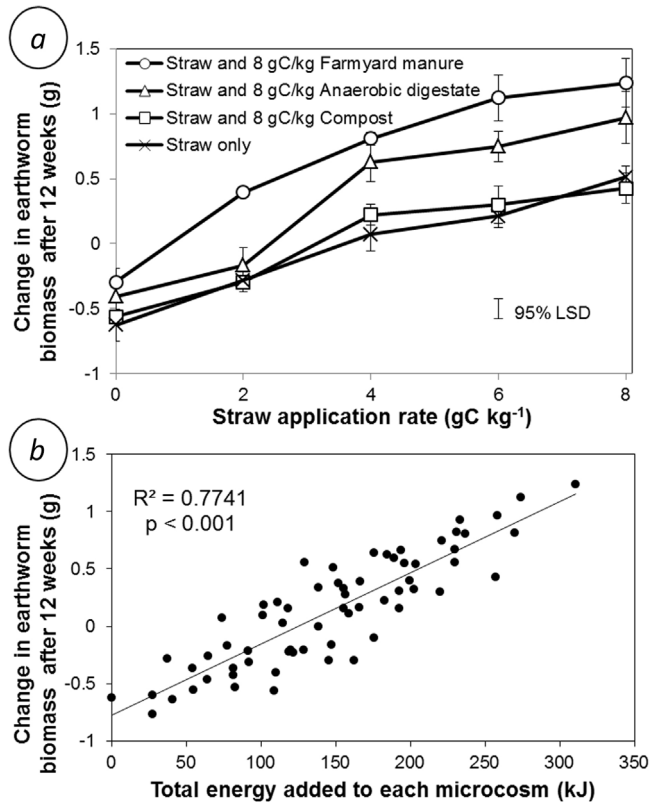 a
Straw and 8 gC/kg Farmyard manure
Straw and 8 gC/kg Anaerobic digestate
Straw and 8 gC/kg Compost
Straw only
Change in earthworm
biomass after 12 weeks (g)
1.5
1
0.5
0
-0.5
-1
95% LSD
0 2 4 6 8
Straw application rate (gC kg⁻¹)
b
R² = 0.7741
p < 0.001
Change in earthworm
biomass after 12 weeks (g)
1.5
1
0.5
0
-0.5
-1
0 50 100 150 200 250 300 350
Total energy added to each microcosm (kJ)